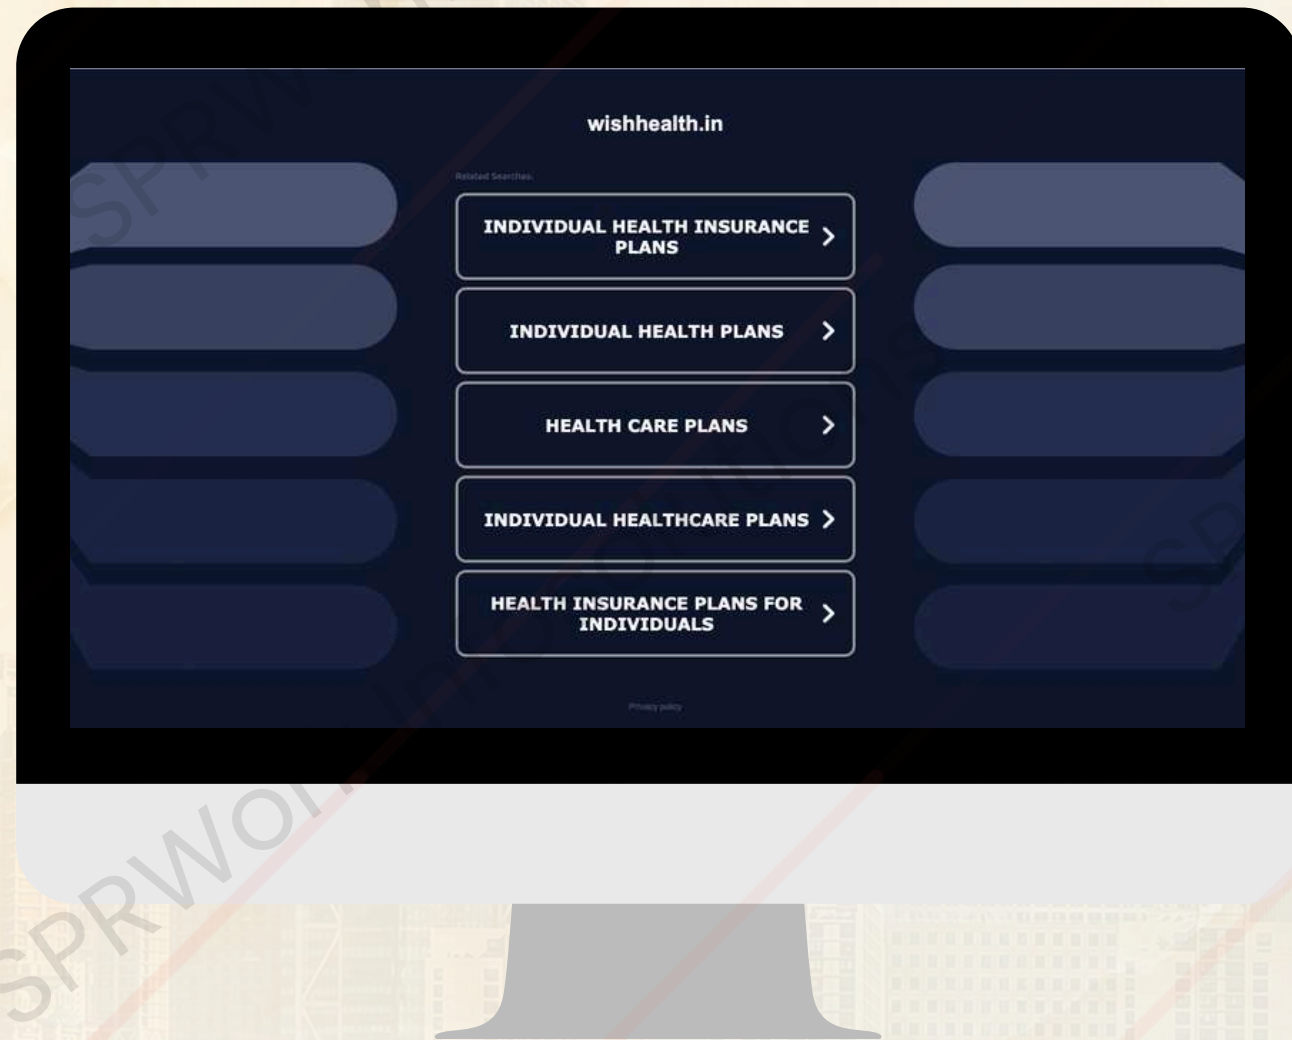 wishhealth.in
Related Searches:
INDIVIDUAL HEALTH INSURANCE
PLANS
INDIVIDUAL HEALTH PLANS
HEALTH CARE PLANS
INDIVIDUAL HEALTHCARE PLANS
HEALTH INSURANCE PLANS FOR
INDIVIDUALS
Privacy policy